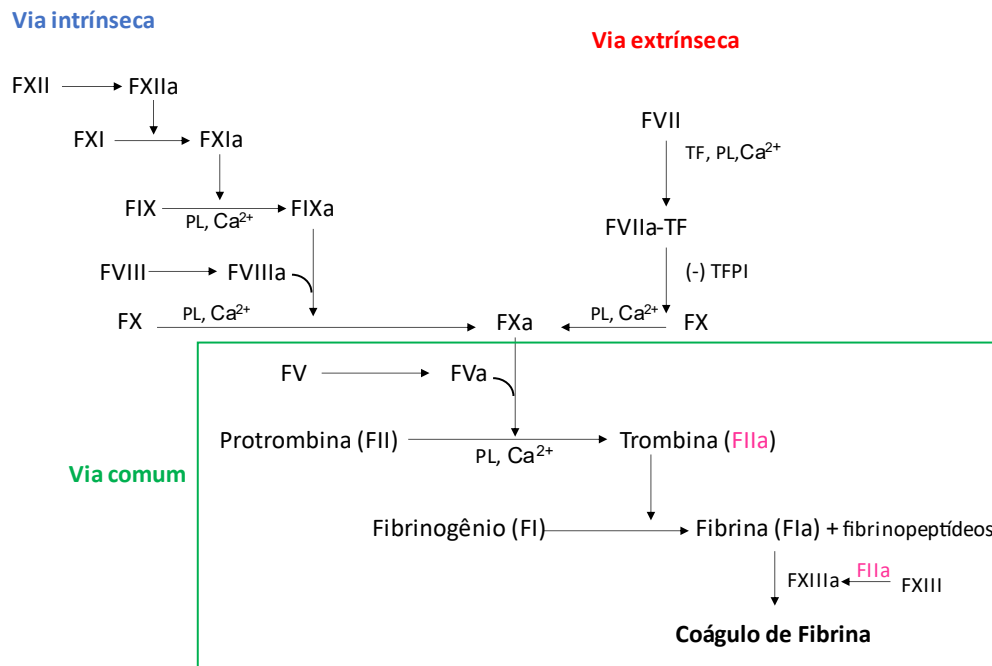 Via intrínseca
Via extrínseca
FXII FXIIa
FXI FXIa
FVII
TF, PL,Ca²⁺
FIX FIXa
PL, Ca²⁺
FVIIa-TF
FVIII FVIIIa
(-) TFPI
PL, Ca²⁺ PL, Ca²⁺
FX FXa FX
FV FVa
Protrombina (FII) Trombina (FIIa)
PL, Ca²⁺
Via comum
Fibrinogênio (FI) Fibrina (FIa) + fibrinopeptídeos
FIIa
FXIIIa FXIII
Coágulo de Fibrina